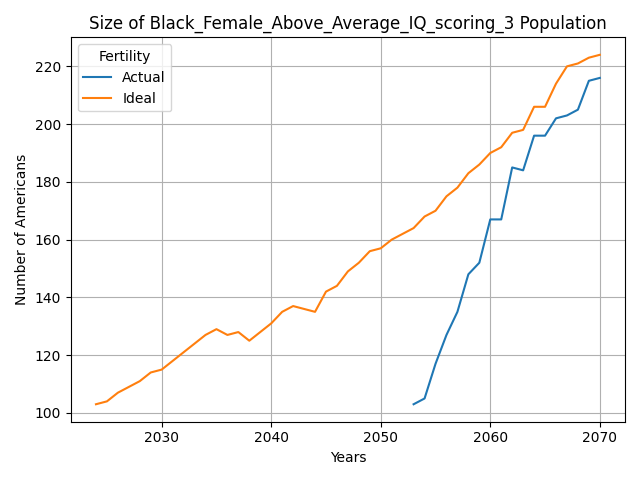 Size of Black_Female_Above_Average_IQ_scoring_3 Population
Fertility
Actual
Ideal
220
200
180
160
140
120
100
Number of Americans
2030 2040 2050 2060 2070
Years